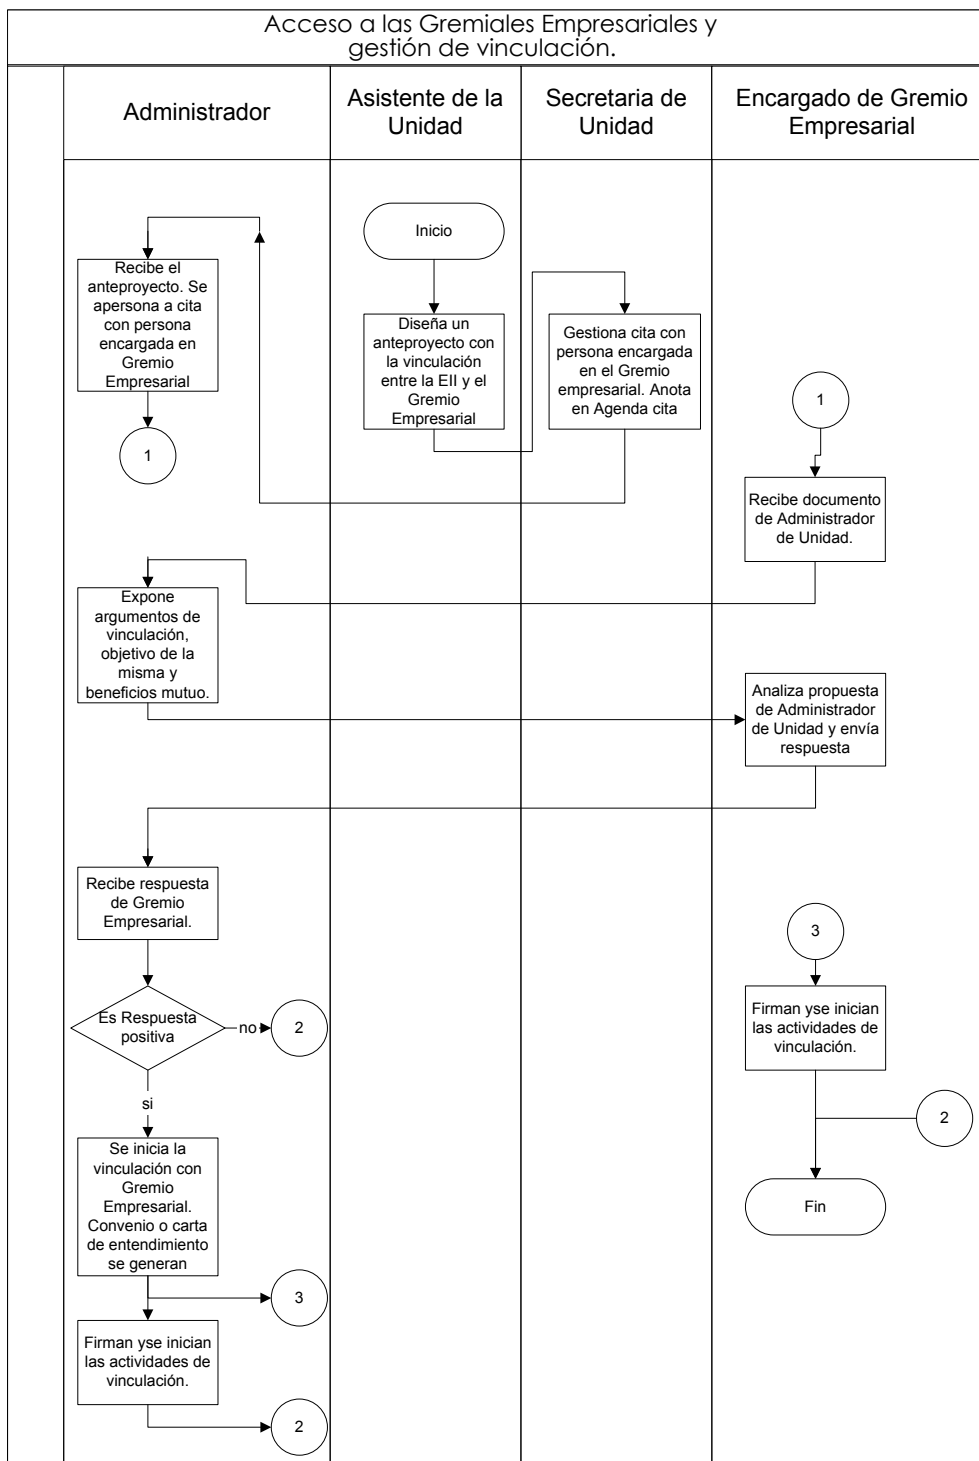 Acceso a las Gremiales Empresariales y
gestión de vinculación.
Administrador
Asistente de la
Unidad
Secretaria de
Unidad
Encargado de Gremio
Empresarial
Inicio
Recibe el
anteproyecto. Se
apersona a cita
con persona
encargada en
Gremio
Empresarial
Diseña un
anteproyecto con
la vinculación
entre la EII y el
Gremio
Empresarial
Gestiona cita con
persona encargada
en el Gremio
empresarial. Anota
en Agenda cita
1
1
Recibe documento
de Administrador
de Unidad.
Expone
argumentos de
vinculación,
objetivo de la
misma y
beneficios mutuo.
Analiza propuesta
de Administrador
de Unidad y envía
respuesta
Recibe respuesta
de Gremio
Empresarial.
3
Es Respuesta
positiva
no
2
Firman yse inician
las actividades de
vinculación.
si
2
Se inicia la
vinculación con
Gremio
Empresarial.
Convenio o carta
de entendimiento
se generan
Fin
3
Firman yse inician
las actividades de
vinculación.
2